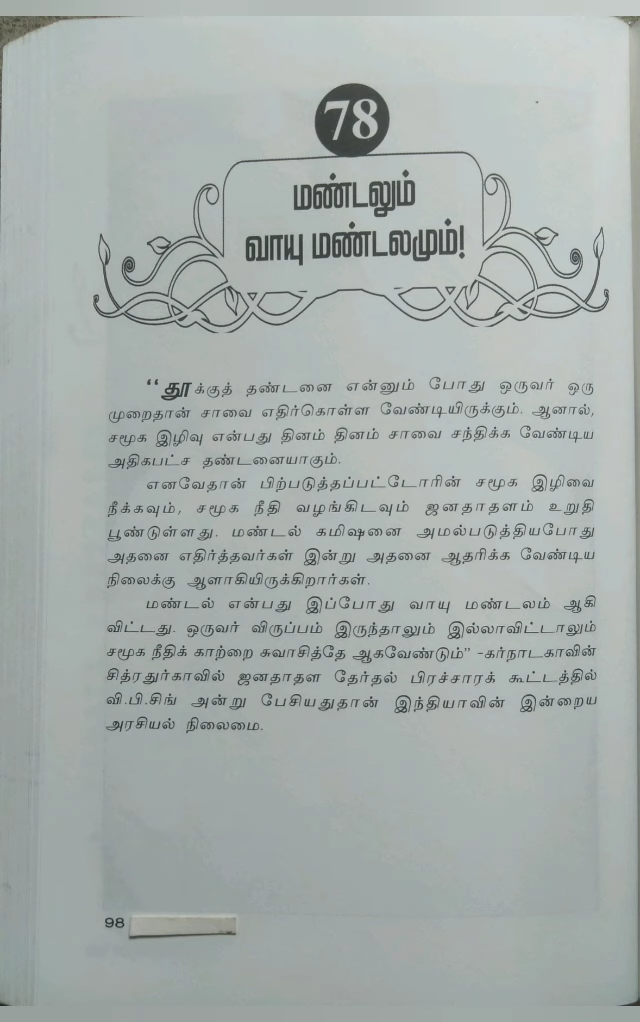 78
மண்டலும்
வாயு மண்டலமும்!
“தூக்குத் தண்டனை என்னும் போது ஒருவர் ஒரு
முறைதான் சாவை எதிர்கொள்ள வேண்டியிருக்கும். ஆனால்,
சமூக இழிவு என்பது தினம் தினம் சாவை சந்திக்க வேண்டிய
அதிகபட்ச தண்டனையாகும்.
எனவேதான் பிற்படுத்தப்பட்டோரின் சமூக இழிவை
நீக்கவும், சமூக நீதி வழங்கிடவும் ஜனதாதளம் உறுதி
பூண்டுள்ளது. மண்டல் கமிஷனை அமல்படுத்தியபோது
அதனை எதிர்த்தவர்கள் இன்று அதனை ஆதரிக்க வேண்டிய
நிலைக்கு ஆளாகியிருக்கிறார்கள்.
மண்டல் என்பது இப்போது வாயு மண்டலம் ஆகி
விட்டது. ஒருவர் விருப்பம் இருந்தாலும் இல்லாவிட்டாலும்
சமூக நீதிக் காற்றை சுவாசித்தே ஆகவேண்டும்” -கர்நாடகாவின்
சித்ரதுர்காவில் ஜனதாதள தேர்தல் பிரச்சாரக் கூட்டத்தில்
வி.பி.சிங் அன்று பேசியதுதான் இந்தியாவின் இன்றைய
அரசியல் நிலைமை.
98